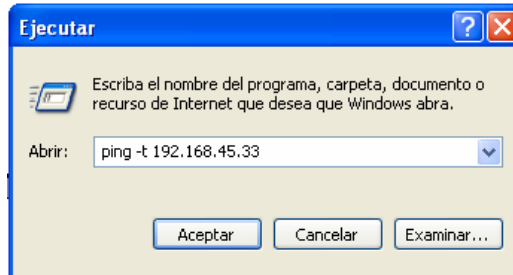 Ejecutar
Escriba el nombre del programa, carpeta, documento o
recurso de Internet que desea que Windows abra.
Abrir: ping -t 192.168.45.33
Aceptar Cancelar Examinar...